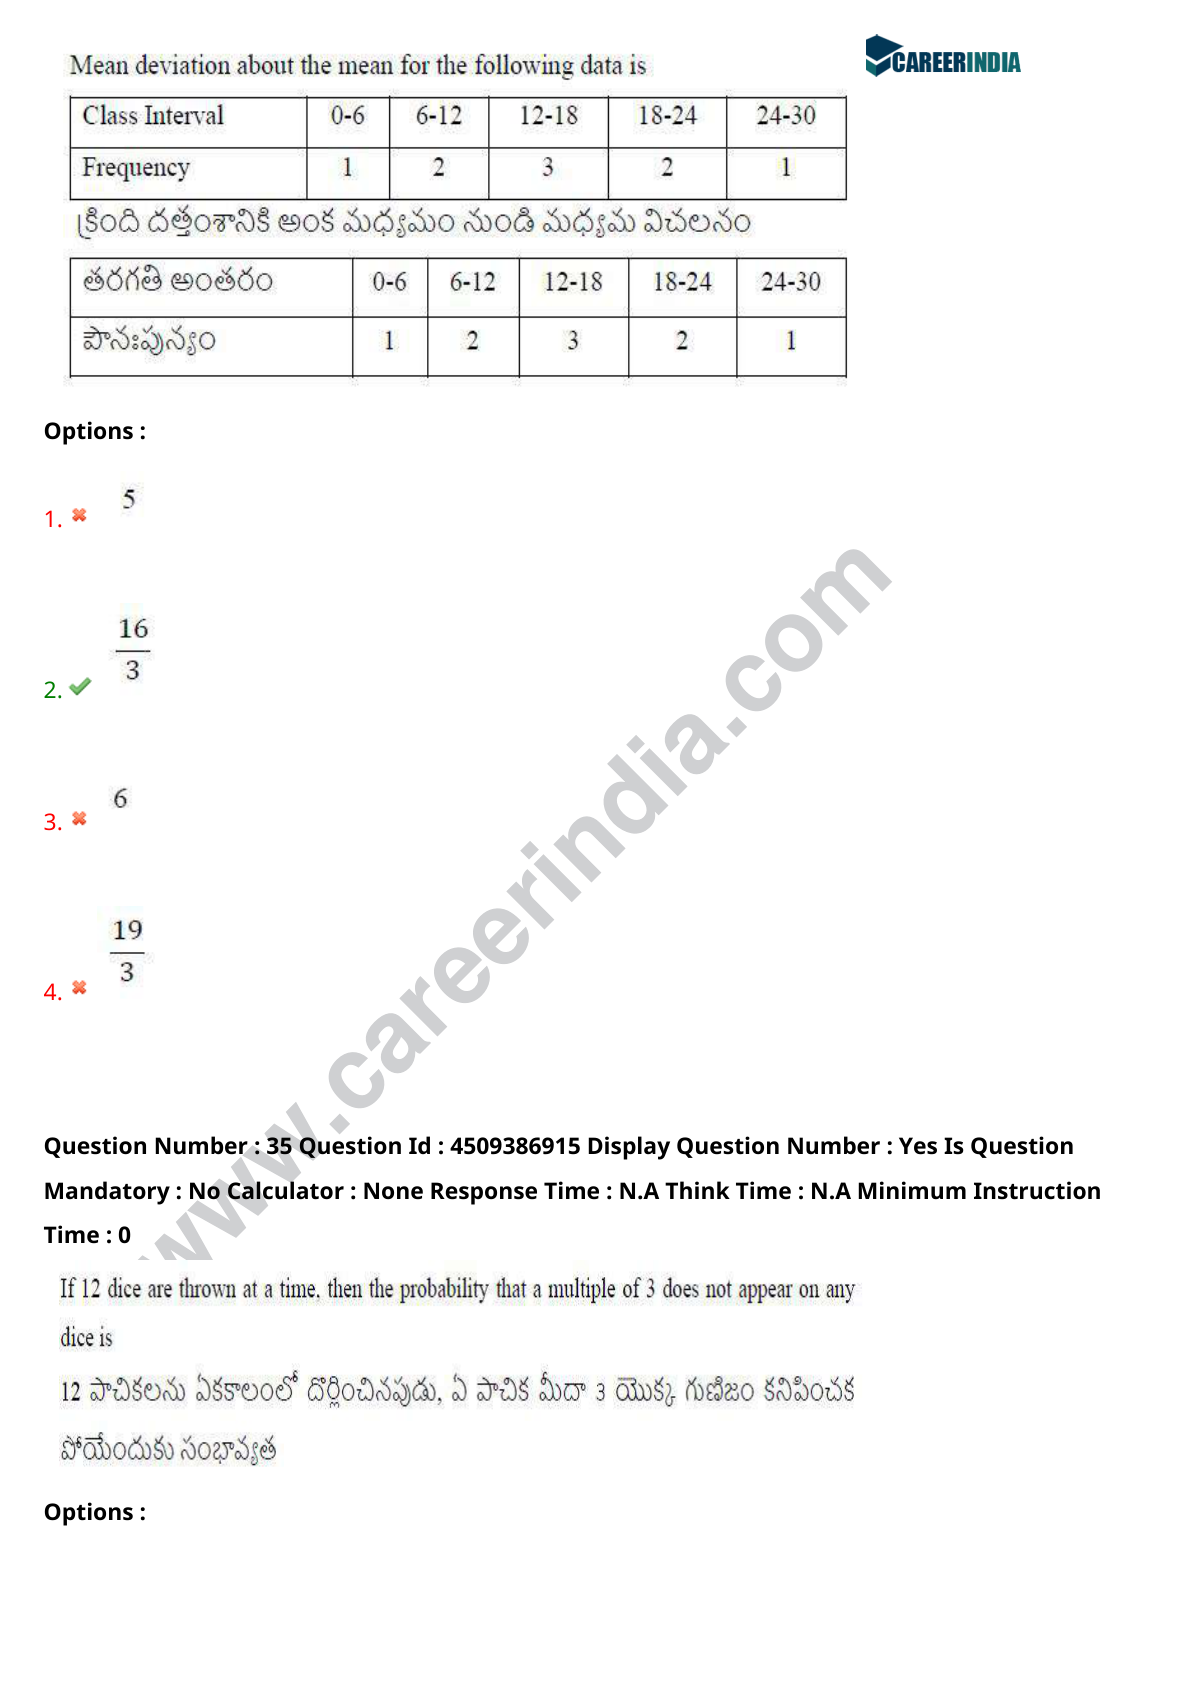 CAREERINDIA
Mean deviation about the mean for the following data is
Class Interval 0-6 6-12 12-18 18-24 24-30
Frequency 1 2 3 2 1
క్రింది దత్తంశానికి అంక మధ్యమం నుండి మధ్యమ విచలనం
తరగతి అంతరం 0-6 6-12 12-18 18-24 24-30
పౌనఃపున్యం 1 2 3 2 1
Options :
1. 5
2. 16/3
3. 6
4. 19/3
www.careerindia.com
Question Number : 35 Question Id : 4509386915 Display Question Number : Yes Is Question
Mandatory : No Calculator : None Response Time : N.A Think Time : N.A Minimum Instruction
Time : 0
If 12 dice are thrown at a time, then the probability that a multiple of 3 does not appear on any
dice is
12 పాచికలను ఏకకాలంలో దొర్లించినపుడు, ఏ పాచిక మీదా 3 యొక్క గుణిజం కనిపించక
పోయేందుకు సంభావ్యత
Options :